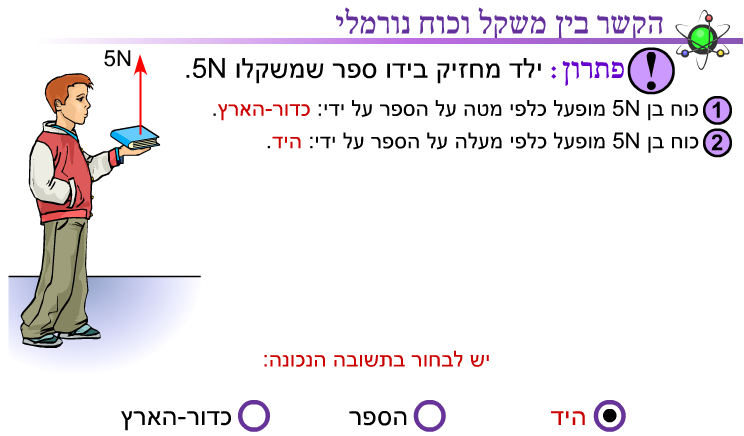 הקשר בין משקל וכוח נורמלי
פתרון: ילד מחזיק בידו ספר שמשקלו 5N.
5N
1 כוח בן 5N מופעל כלפי מטה על הספר על ידי: כדור-הארץ.
2 כוח בן 5N מופעל כלפי מעלה על הספר על ידי: היד.
יש לבחור בתשובה הנכונה:
היד הספר כדור-הארץ